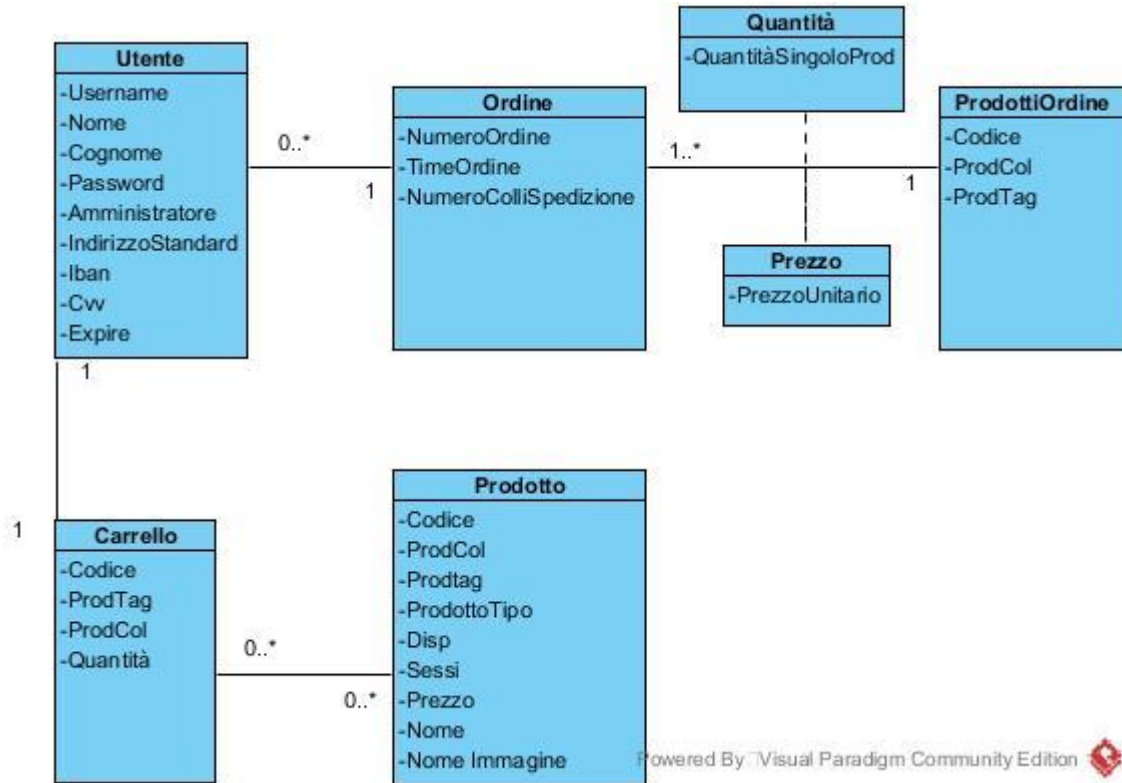 Utente
-Username
-Nome
-Cognome
-Password
-Amministratore
-IndirizzoStandard
-Iban
-Cvv
-Expire
0..*
1
Ordine
-NumeroOrdine
-TimeOrdine
-NumeroColliSpedizione
Quantità
-QuantitàSingoloProd
1..*
1
Prezzo
-PrezzoUnitario
ProdottiOrdine
-Codice
-ProdCol
-ProdTag
1
1
Carrello
-Codice
-ProdTag
-ProdCol
-Quantità
0..*
0..*
Prodotto
-Codice
-ProdCol
-Prodtag
-ProdottoTipo
-Disp
-Sessi
-Prezzo
-Nome
-Nome Immagine
Powered By Visual Paradigm Community Edition